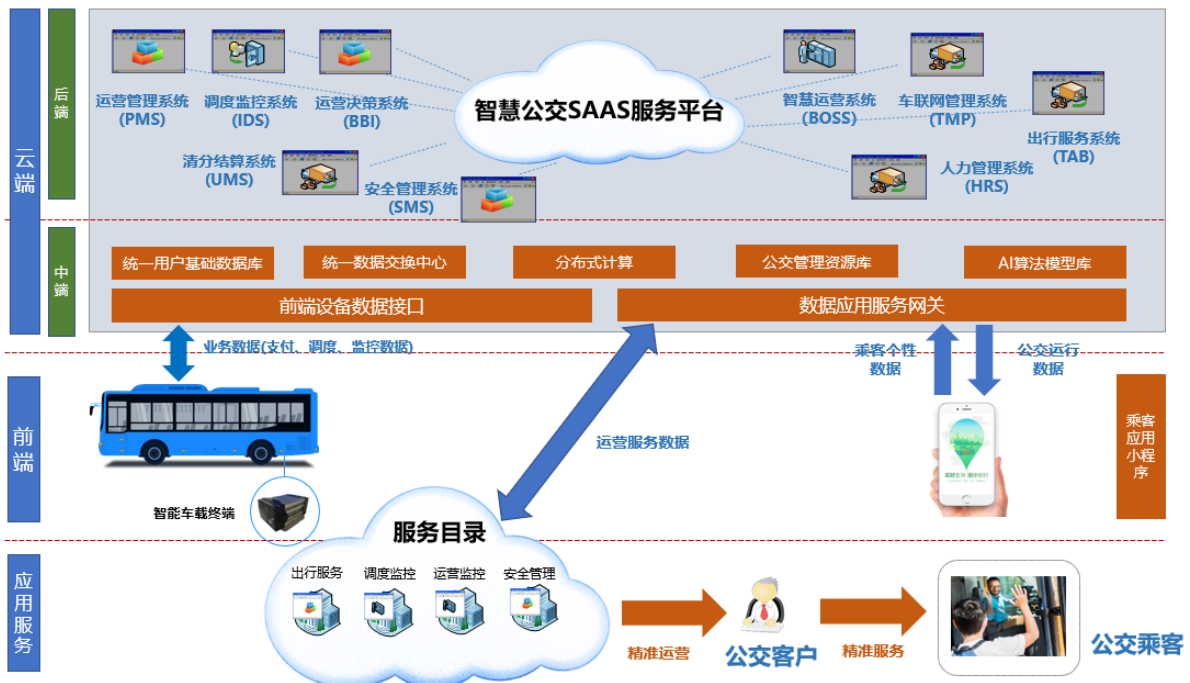 云端
后端
运营管理系统
(PMS)
调度监控系统
(IDS)
运营决策系统
(BBI)
智慧公交SAAS服务平台
智慧运营系统
(BOSS)
车联网管理系统
(TMP)
出行服务系统
(TAB)
清分结算系统
(UMS)
安全管理系统
(SMS)
人力管理系统
(HRS)
中端
统一用户基础数据库
统一数据交换中心
分布式计算
公交管理资源库
AI算法模型库
前端设备数据接口
数据应用服务网关
业务数据(支付、调度、监控数据)
乘客个性
数据
公交运行
数据
前端
运营服务数据
乘客
应用
小程
序
智能车载终端
应用服务
服务目录
出行服务
调度监控
运营监控
安全管理
精准运营
公交客户
精准服务
公交乘客